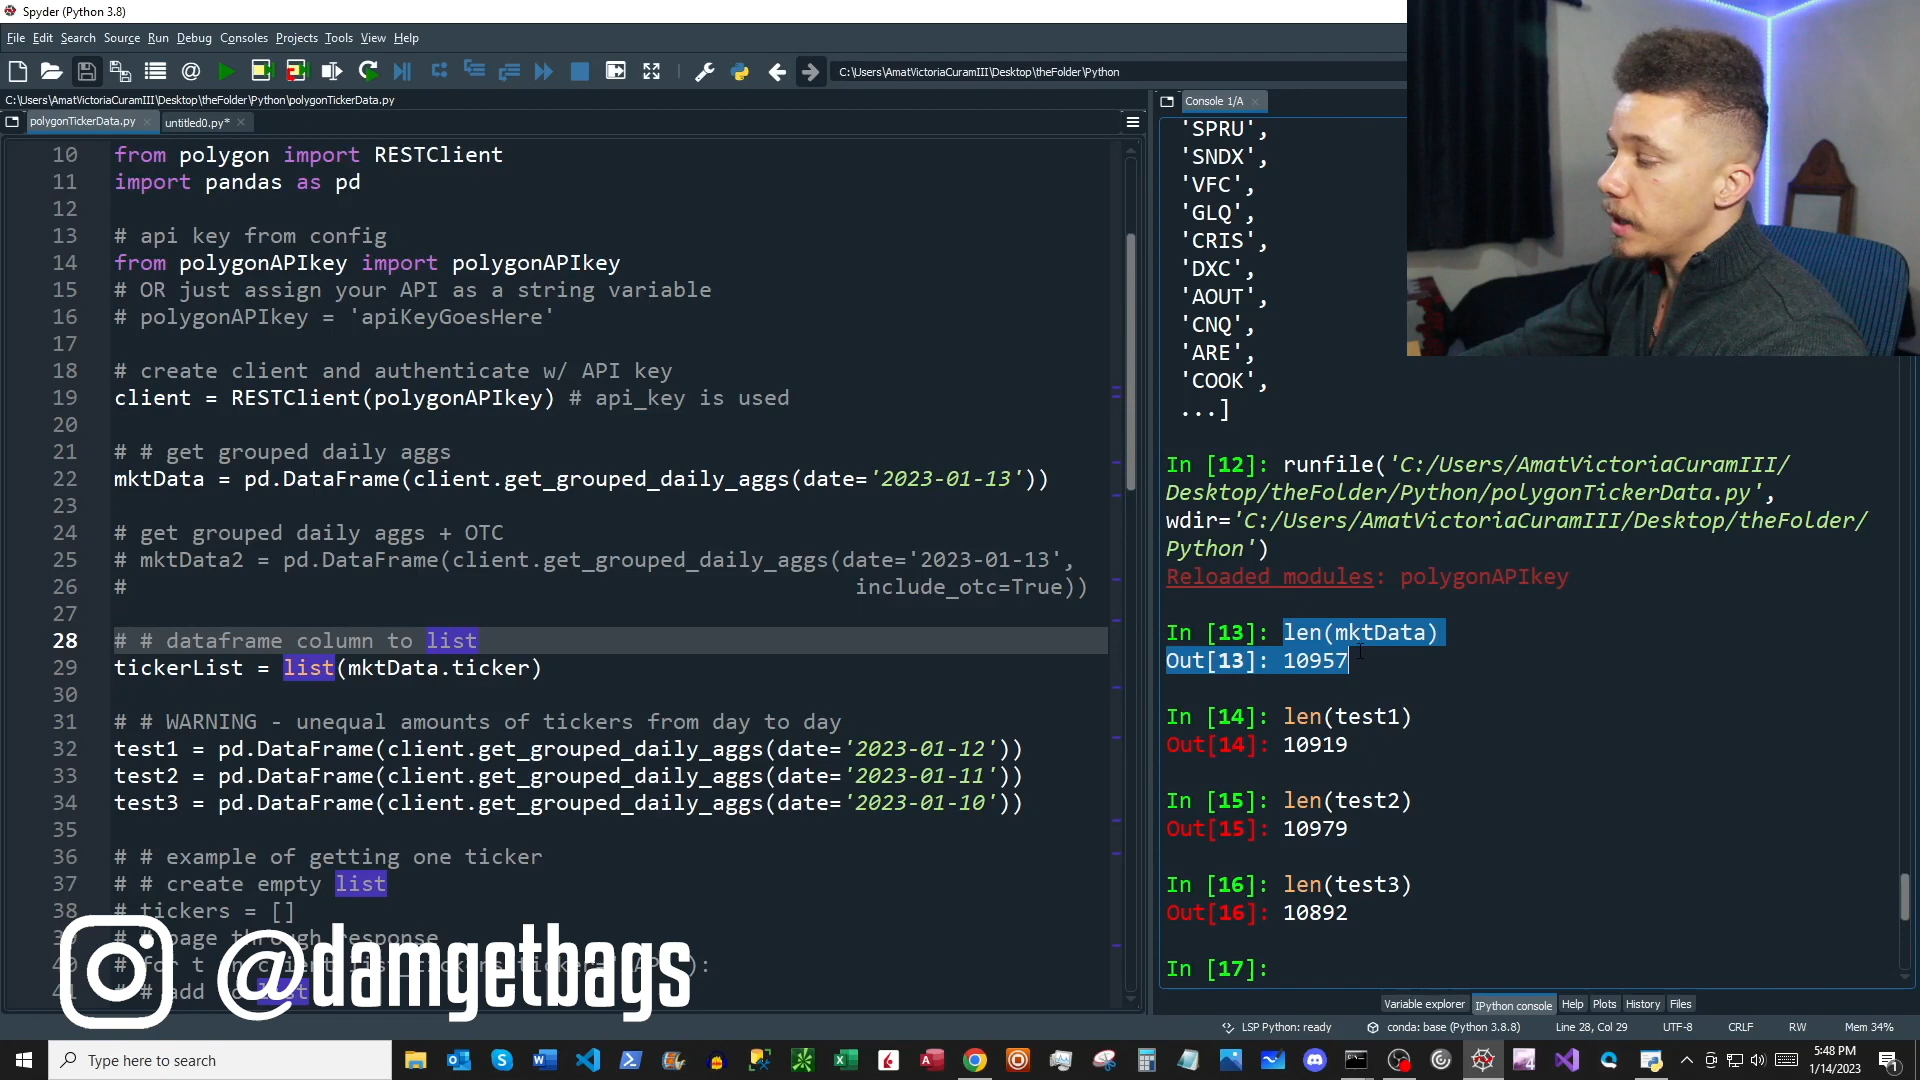 Spyder (Python 3.8)
File Edit Search Source Run Debug Consoles Projects Tools View Help
C:\Users\AmatVictoriaCuramIII\Desktop\theFolder\Python
C:\Users\AmatVictoriaCuramIII\Desktop\theFolder\Python\polygonTickerData.py
polygonTickerData.py untitled0.py*
10 from polygon import RESTClient
11 import pandas as pd
12
13 # api key from config
14 from polygonAPIkey import polygonAPIkey
15 # OR just assign your API as a string variable
16 # polygonAPIkey = 'apiKeyGoesHere'
17
18 # create client and authenticate w/ API key
19 client = RESTClient(polygonAPIkey) # api_key is used
20
21 # # get grouped daily aggs
22 mktData = pd.DataFrame(client.get_grouped_daily_aggs(date='2023-01-13'))
23
24 # get grouped daily aggs + OTC
25 # mktData2 = pd.DataFrame(client.get_grouped_daily_aggs(date='2023-01-13',
26 # include_otc=True))
27
28 # # dataframe column to list
29 tickerList = list(mktData.ticker)
30
31 # # WARNING - unequal amounts of tickers from day to day
32 test1 = pd.DataFrame(client.get_grouped_daily_aggs(date='2023-01-12'))
33 test2 = pd.DataFrame(client.get_grouped_daily_aggs(date='2023-01-11'))
34 test3 = pd.DataFrame(client.get_grouped_daily_aggs(date='2023-01-10'))
35
36 # # example of getting one ticker
37 # # create empty list
38 # tickers = []
# page through response
# for t in client
41 # # add list
@damgetbags
Console 1/A
'SPRU',
'SNDX',
'VFC',
'GLQ',
'CRIS',
'DXC',
'AOUT',
'CNQ',
'ARE',
'COOK',
...]
In [12]: runfile('C:/Users/AmatVictoriaCuramIII/
Desktop/theFolder/Python/polygonTickerData.py',
wdir='C:/Users/AmatVictoriaCuramIII/Desktop/theFolder/
Python')
Reloaded modules: polygonAPIkey
In [13]: len(mktData)
Out[13]: 10957
In [14]: len(test1)
Out[14]: 10919
In [15]: len(test2)
Out[15]: 10979
In [16]: len(test3)
Out[16]: 10892
In [17]:
Variable explorer IPython console Help Plots History Files
LSP Python: ready conda: base (Python 3.8.8) Line 28, Col 29 UTF-8 CRLF RW Mem 34%
Type here to search
5:48 PM
1/14/2023